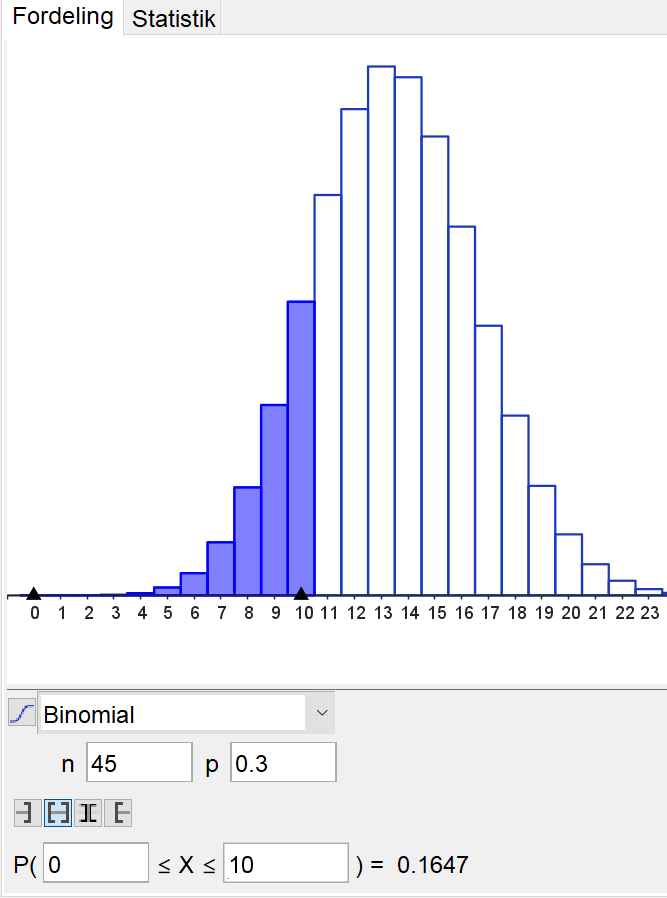 Fordeling Statistik
0 1 2 3 4 5 6 7 8 9 10 11 12 13 14 15 16 17 18 19 20 21 22 23
Binomial
n 45 p 0.3
P( 0 ≤ X ≤ 10 ) = 0.1647